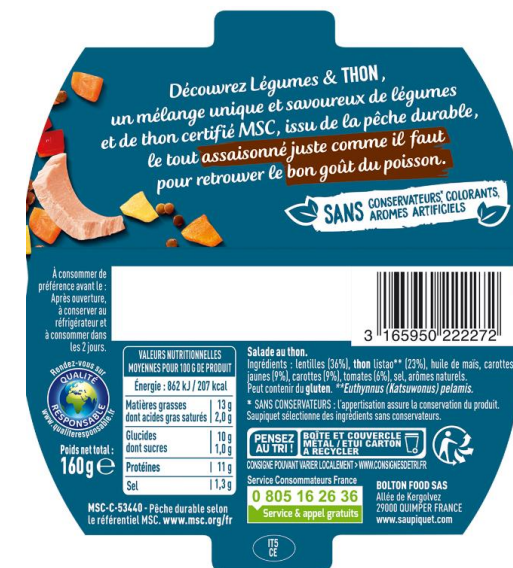 Découvrez Légumes & THON,
un mélange unique et savoureux de légumes
et de thon certifié MSC, issu de la pêche durable,
le tout assaisonné juste comme il faut
pour retrouver le bon goût du poisson.
SANS CONSERVATEURS*, COLORANTS,
AROMES ARTIFICIELS
À consommer de
préférence avant le :
Après ouverture,
à conserver au
réfrigérateur et
à consommer dans
les 2 jours.
3 165950 222272
Rendez-vous sur
QUALITÉ
RESPONSABLE
www.qualiteresponsable.fr
Poids net total :
160g e
VALEURS NUTRITIONNELLES
MOYENNES POUR 100 G DE PRODUIT
Énergie : 862 kJ / 207 kcal
Matières grasses 13 g
dont acides gras saturés 2,0 g
Glucides 10 g
dont sucres 1,0 g
Protéines 11 g
Sel 1,3 g
MSC-C-53440 - Pêche durable selon
le référentiel MSC. www.msc.org/fr
Salade au thon.
Ingrédients : lentilles (36%), thon listao** (23%), huile de maïs, carottes
jaunes (9%), carottes (9%), tomates (6%), sel, arômes naturels.
Peut contenir du gluten. **Euthynnus (Katsuwonus) pelamis.
* SANS CONSERVATEURS : l'appertisation assure la conservation du produit.
Saupiquet sélectionne des ingrédients sans conservateurs.
PENSEZ
AU TRI !
BOÎTE ET COUVERCLE
MÉTAL / ÉTUI CARTON
À RECYCLER
CONSIGNE POUVANT VARIER LOCALEMENT > WWW.CONSIGNESDETRI.FR
Service Consommateurs France
0 805 16 26 36
Service & appel gratuits
BOLTON FOOD SAS
Allée de Kergolvez
29000 QUIMPER FRANCE
www.saupiquet.com
IT5
CE